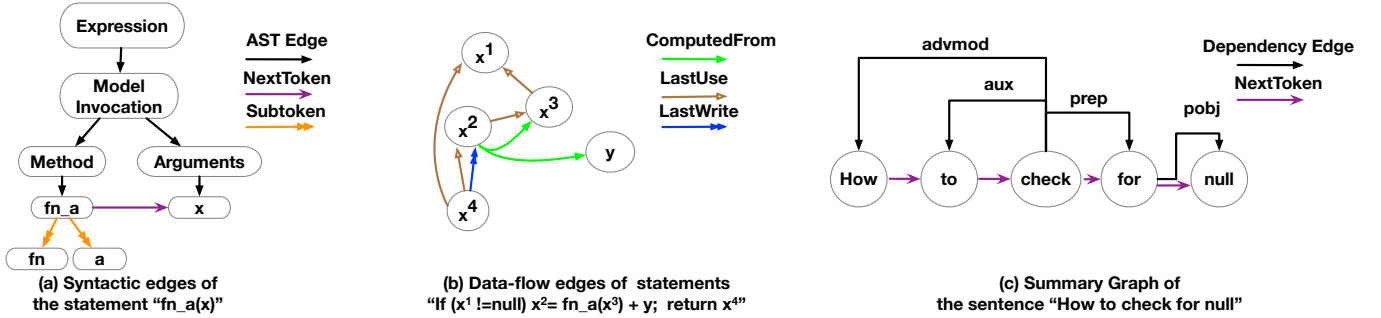 Expression
Model
Invocation
Method
Arguments
fn_a
x
fn
a
AST Edge
NextToken
Subtoken
(a) Syntactic edges of
the statement “fn_a(x)”
x¹
x³
x²
y
x⁴
ComputedFrom
LastUse
LastWrite
(b) Data-flow edges of statements
“If (x¹ !=null) x²= fn_a(x³) + y; return x⁴”
advmod
aux
prep
pobj
How
to
check
for
null
Dependency Edge
NextToken
(c) Summary Graph of
the sentence “How to check for null”